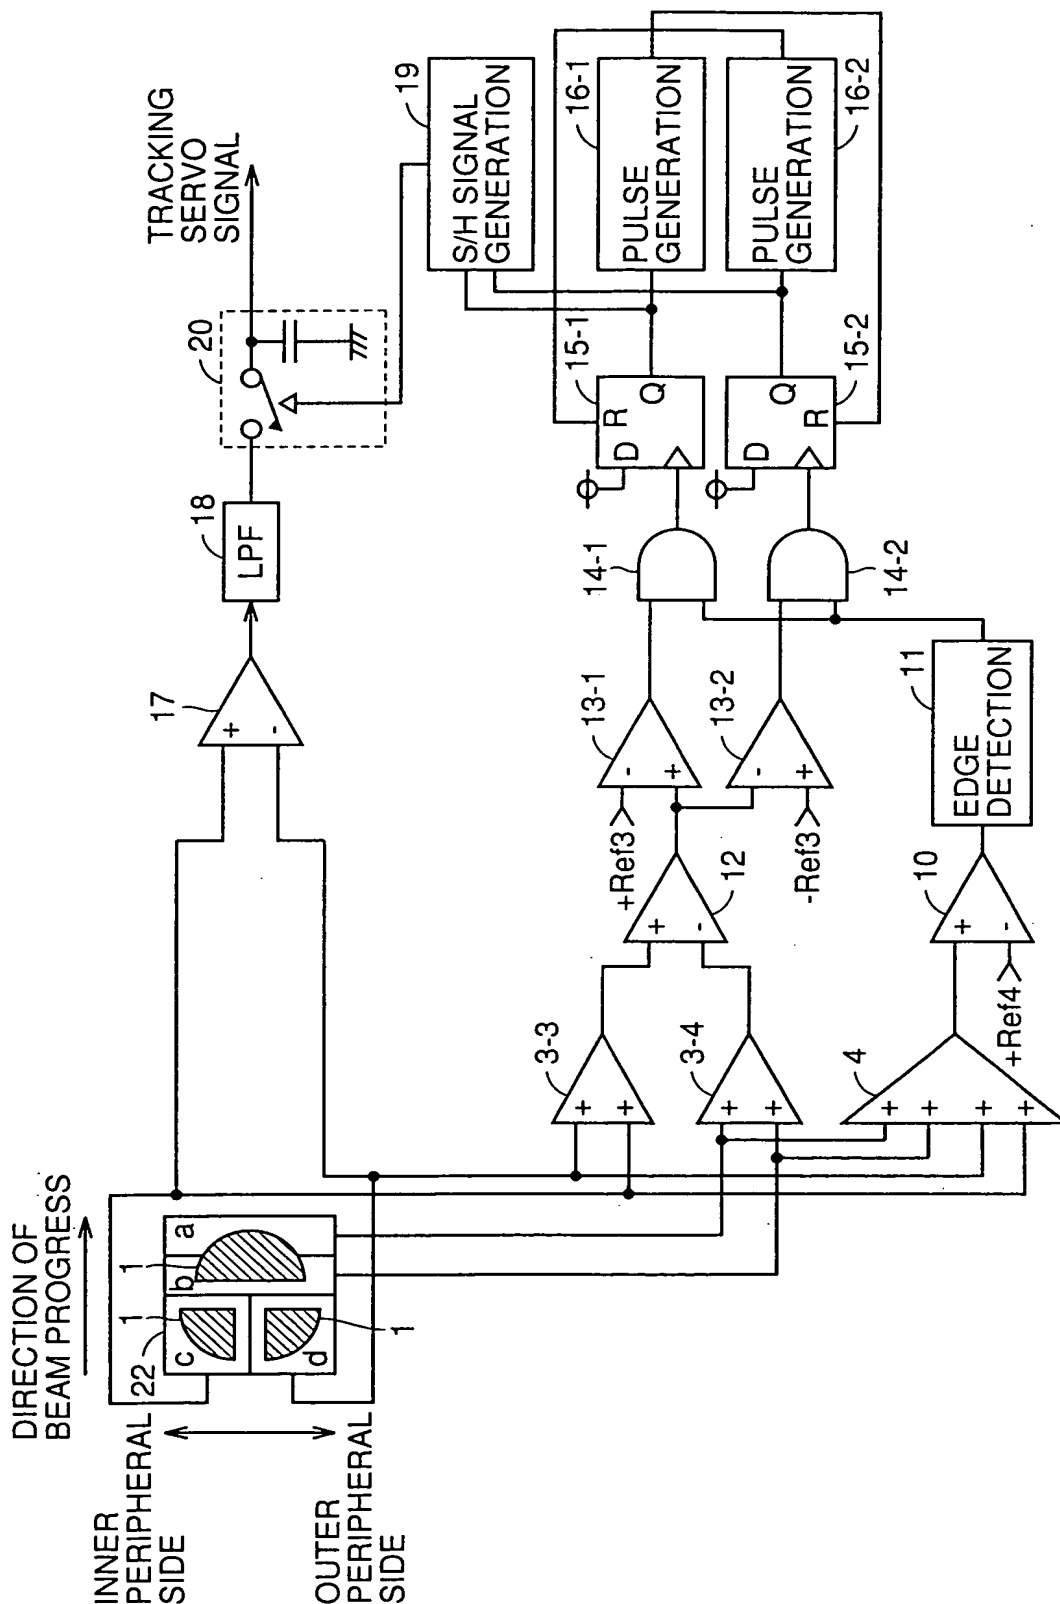 DIRECTION OF
BEAM PROGRESS
INNER
PERIPHERAL
SIDE
OUTER
PERIPHERAL
SIDE
22
1
1
1
a
b
c
d
17
+
-
18
LPF
20
TRACKING
SERVO
SIGNAL
19
S/H SIGNAL
GENERATION
3-3
+
+
3-4
+
+
4
+
+
+
+
12
+
-
+Ref3
13-1
-
+
13-2
-
+
-Ref3
10
+
-
+Ref4
11
EDGE
DETECTION
14-1
14-2
15-1
D
R
Q
15-2
D
R
Q
16-1
PULSE
GENERATION
16-2
PULSE
GENERATION